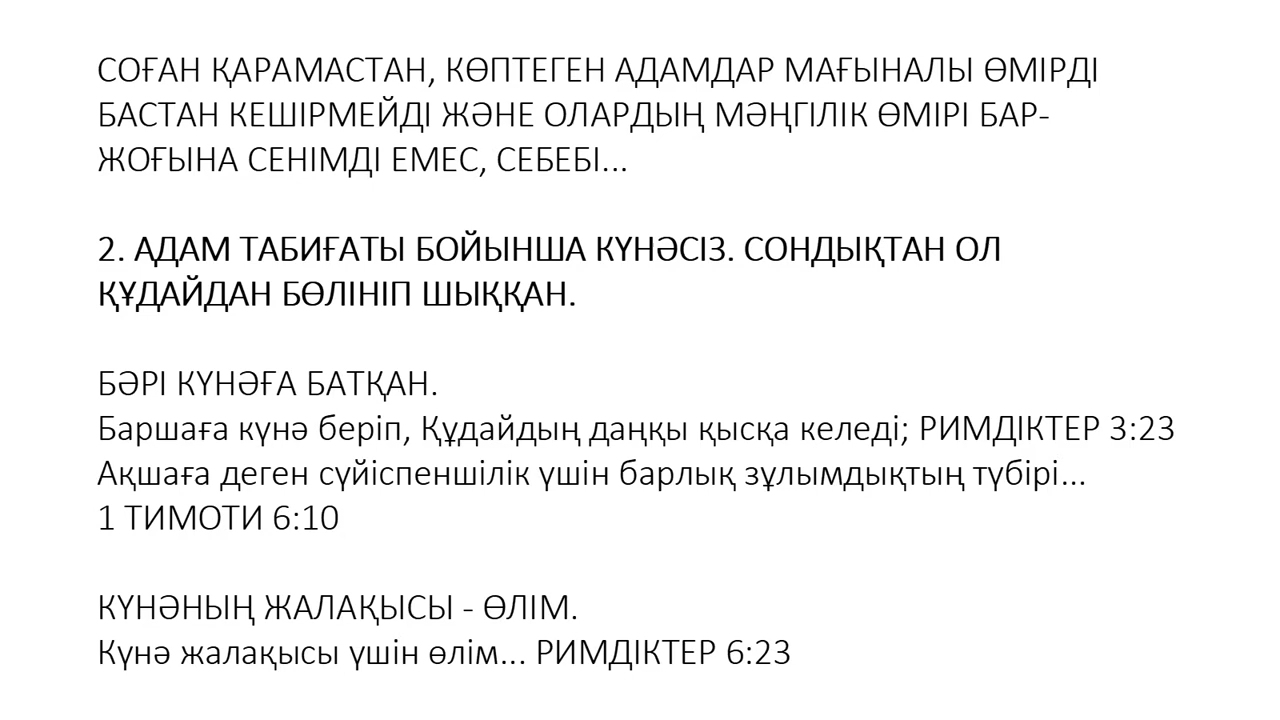 СОҒАН ҚАРАМАСТАН, КӨПТЕГЕН АДАМДАР МАҒЫНАЛЫ ӨМІРДІ
БАСТАН КЕШІРМЕЙДІ ЖӘНЕ ОЛАРДЫҢ МӘҢГІЛІК ӨМІРІ БАР-
ЖОҒЫНА СЕНІМДІ ЕМЕС, СЕБЕБІ...
2. АДАМ ТАБИҒАТЫ БОЙЫНША КҮНӘСІЗ. СОНДЫҚТАН ОЛ
ҚҰДАЙДАН БӨЛІНІП ШЫҚҚАН.
БӘРІ КҮНӘҒА БАТҚАН.
Баршаға күнә беріп, Құдайдың даңқы қысқа келеді; РИМДІКТЕР 3:23
Ақшаға деген сүйіспеншілік үшін барлық зұлымдықтың түбірі...
1 ТИМОТИ 6:10
КҮНӘНЫҢ ЖАЛАҚЫСЫ - ӨЛІМ.
Күнә жалақысы үшін өлім... РИМДІКТЕР 6:23